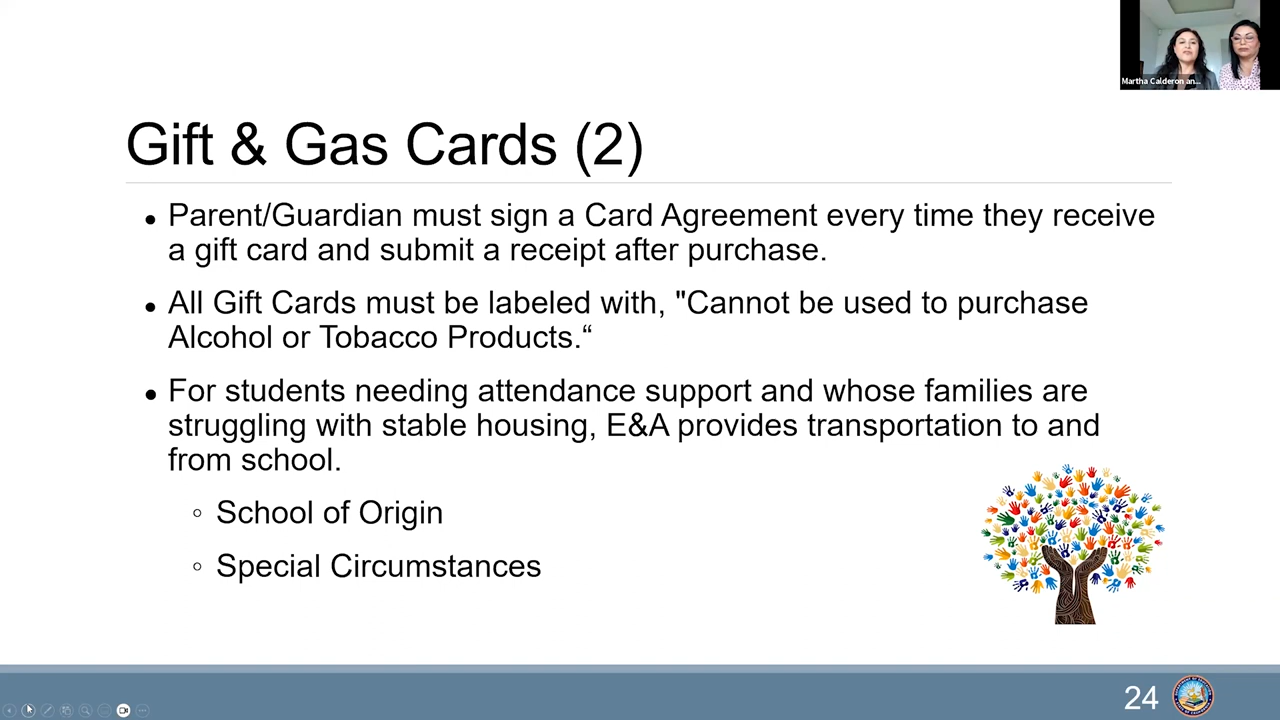 Martha Calderon an...
Gift & Gas Cards (2)
● Parent/Guardian must sign a Card Agreement every time they receive
a gift card and submit a receipt after purchase.
● All Gift Cards must be labeled with, "Cannot be used to purchase
Alcohol or Tobacco Products.“
● For students needing attendance support and whose families are
struggling with stable housing, E&A provides transportation to and
from school.
◦ School of Origin
◦ Special Circumstances
24